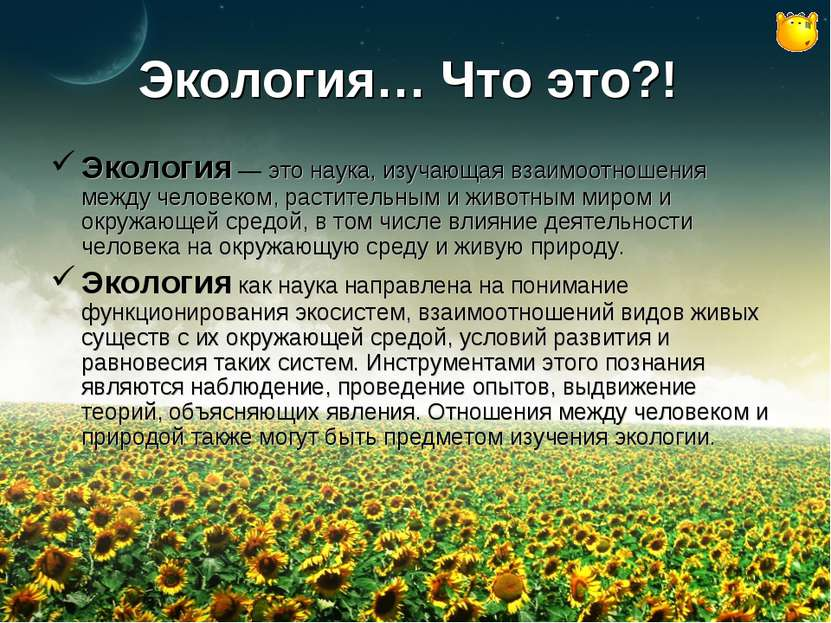 Экология… Что это?!
Экология — это наука, изучающая взаимоотношения
между человеком, растительным и животным миром и
окружающей средой, в том числе влияние деятельности
человека на окружающую среду и живую природу.
Экология как наука направлена на понимание
функционирования экосистем, взаимоотношений видов живых
существ с их окружающей средой, условий развития и
равновесия таких систем. Инструментами этого познания
являются наблюдение, проведение опытов, выдвижение
теорий, объясняющих явления. Отношения между человеком и
природой также могут быть предметом изучения экологии.